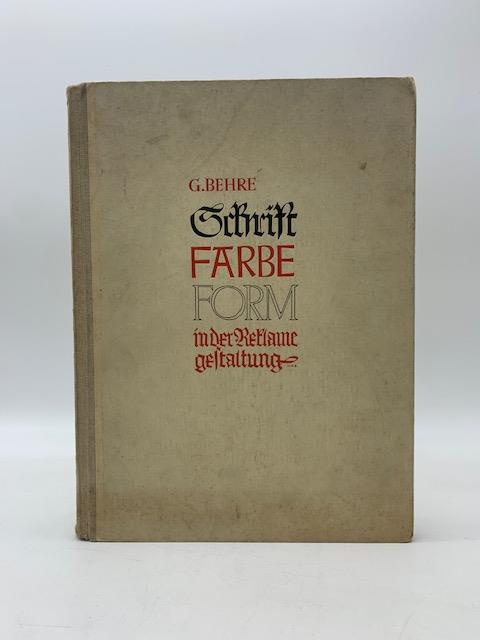 G. BEHRE
Schrift
FARBE
FORM
in der Reklame
gestaltung